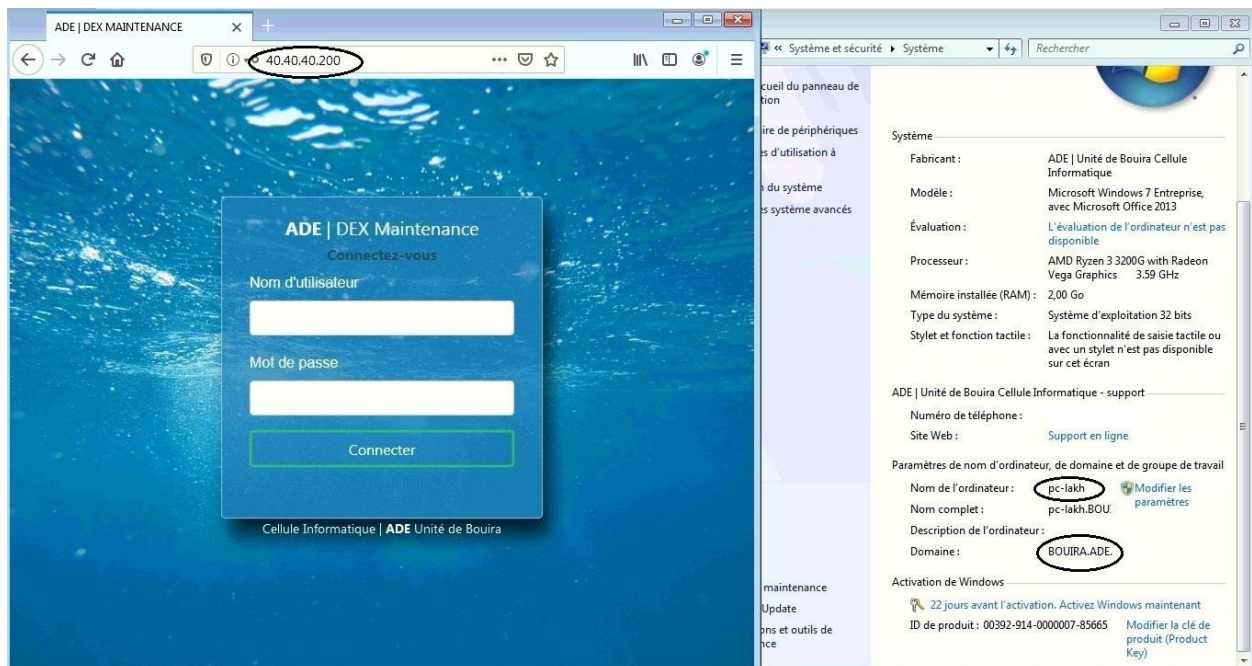 ADE | DEX MAINTENANCE
40.40.40.200
ADE | DEX Maintenance
Connectez-vous
Nom d'utilisateur
Mot de passe
Connecter
Cellule Informatique | ADE Unité de Bouira
« Système et sécurité Système
Rechercher
cueil du panneau de
tion
ire de périphériques
es d'utilisation à
n du système
es système avancés
maintenance
Update
ons et outils de
nce
Système
Fabricant : ADE | Unité de Bouira Cellule
Informatique
Modèle : Microsoft Windows 7 Entreprise,
avec Microsoft Office 2013
Évaluation : L'évaluation de l'ordinateur n'est pas
disponible
Processeur : AMD Ryzen 3 3200G with Radeon
Vega Graphics 3.59 GHz
Mémoire installée (RAM) : 2,00 Go
Type du système : Système d'exploitation 32 bits
Stylet et fonction tactile : La fonctionnalité de saisie tactile ou
avec un stylet n'est pas disponible
sur cet écran
ADE | Unité de Bouira Cellule Informatique - support
Numéro de téléphone :
Site Web : Support en ligne
Paramètres de nom d'ordinateur, de domaine et de groupe de travail
Nom de l'ordinateur : pc-lakh Modifier les
paramètres
Nom complet : pc-lakh.BOU
Description de l'ordinateur :
Domaine : BOUIRA.ADE.
Activation de Windows
22 jours avant l'activation. Activez Windows maintenant
ID de produit : 00392-914-0000007-85665 Modifier la clé de
produit (Product
Key)